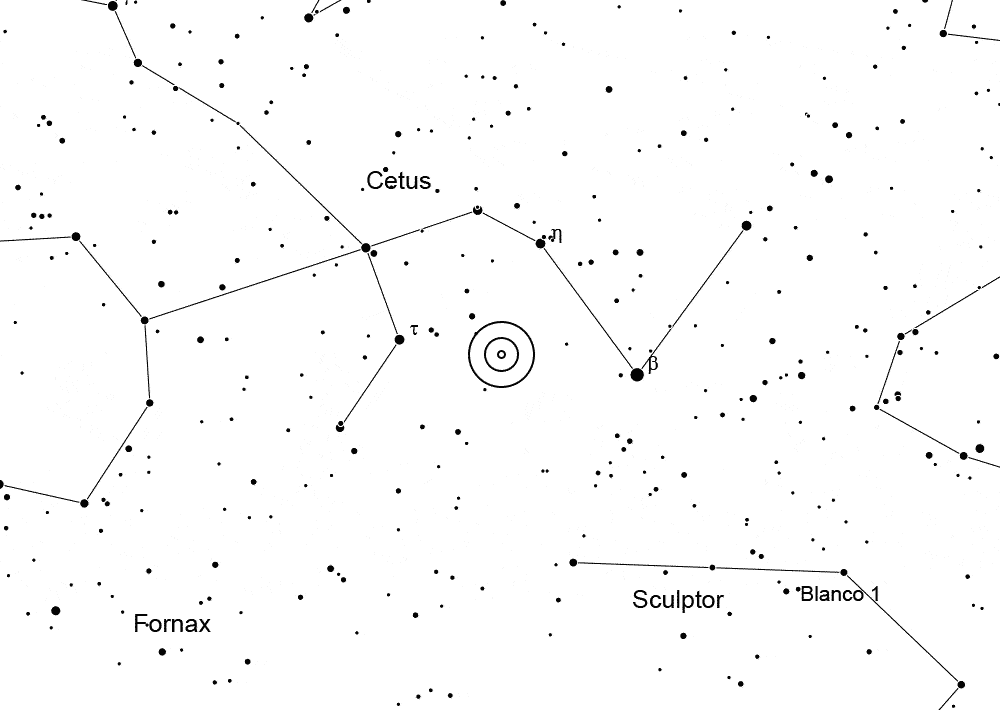 Cetus
η
τ
β
Blanco 1
Sculptor
Fornax